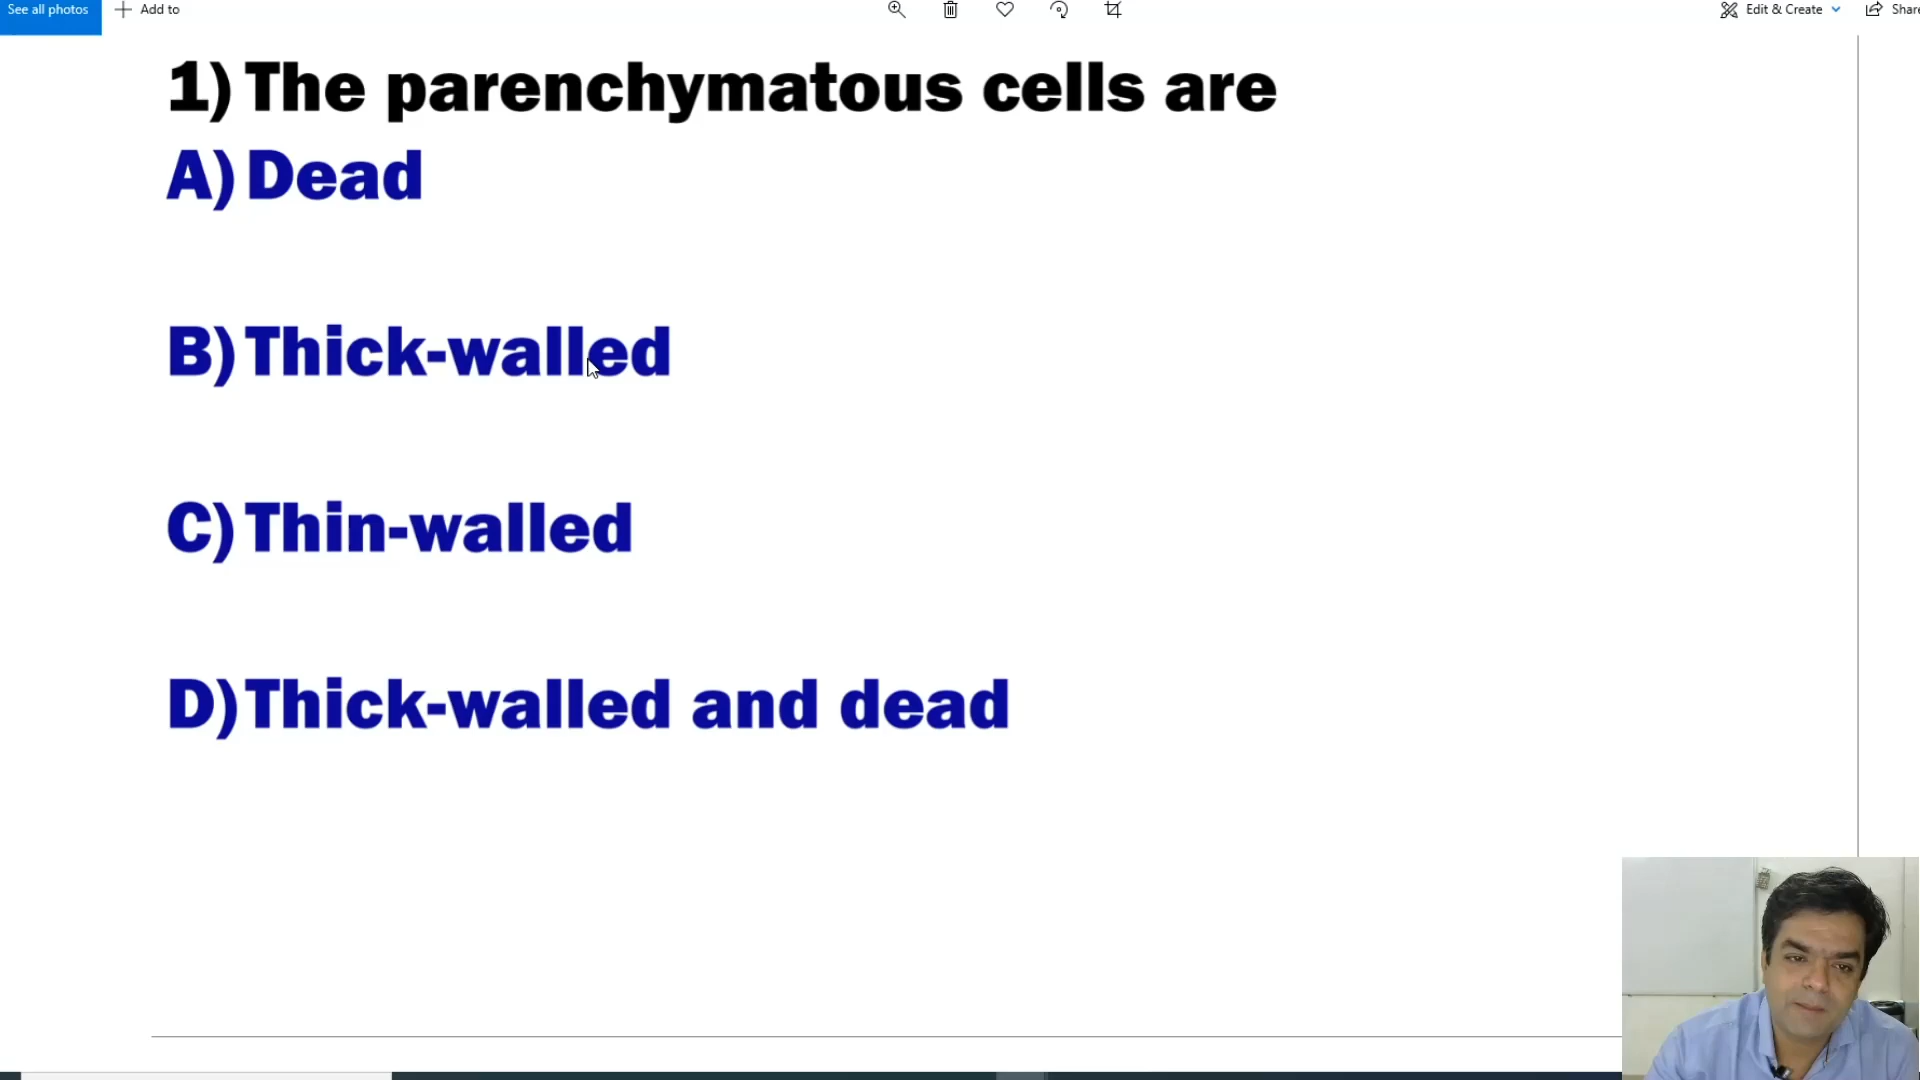 See all photos
Add to
Edit & Create
Share
1) The parenchymatous cells are
A) Dead
B) Thick-walled
C) Thin-walled
D) Thick-walled and dead